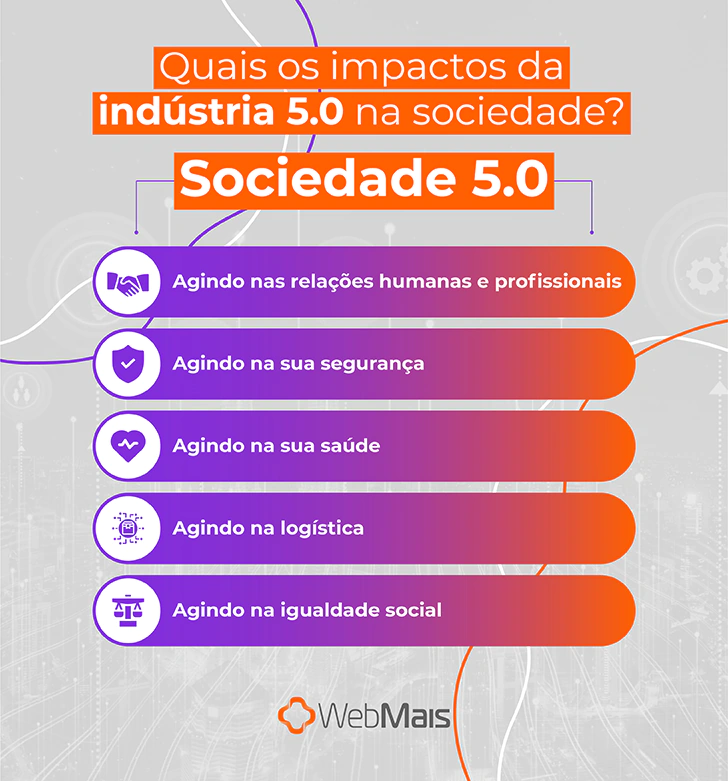 Quais os impactos da
indústria 5.0 na sociedade?
Sociedade 5.0
Agindo nas relações humanas e profissionais
Agindo na sua segurança
Agindo na sua saúde
Agindo na logística
Agindo na igualdade social
WebMais